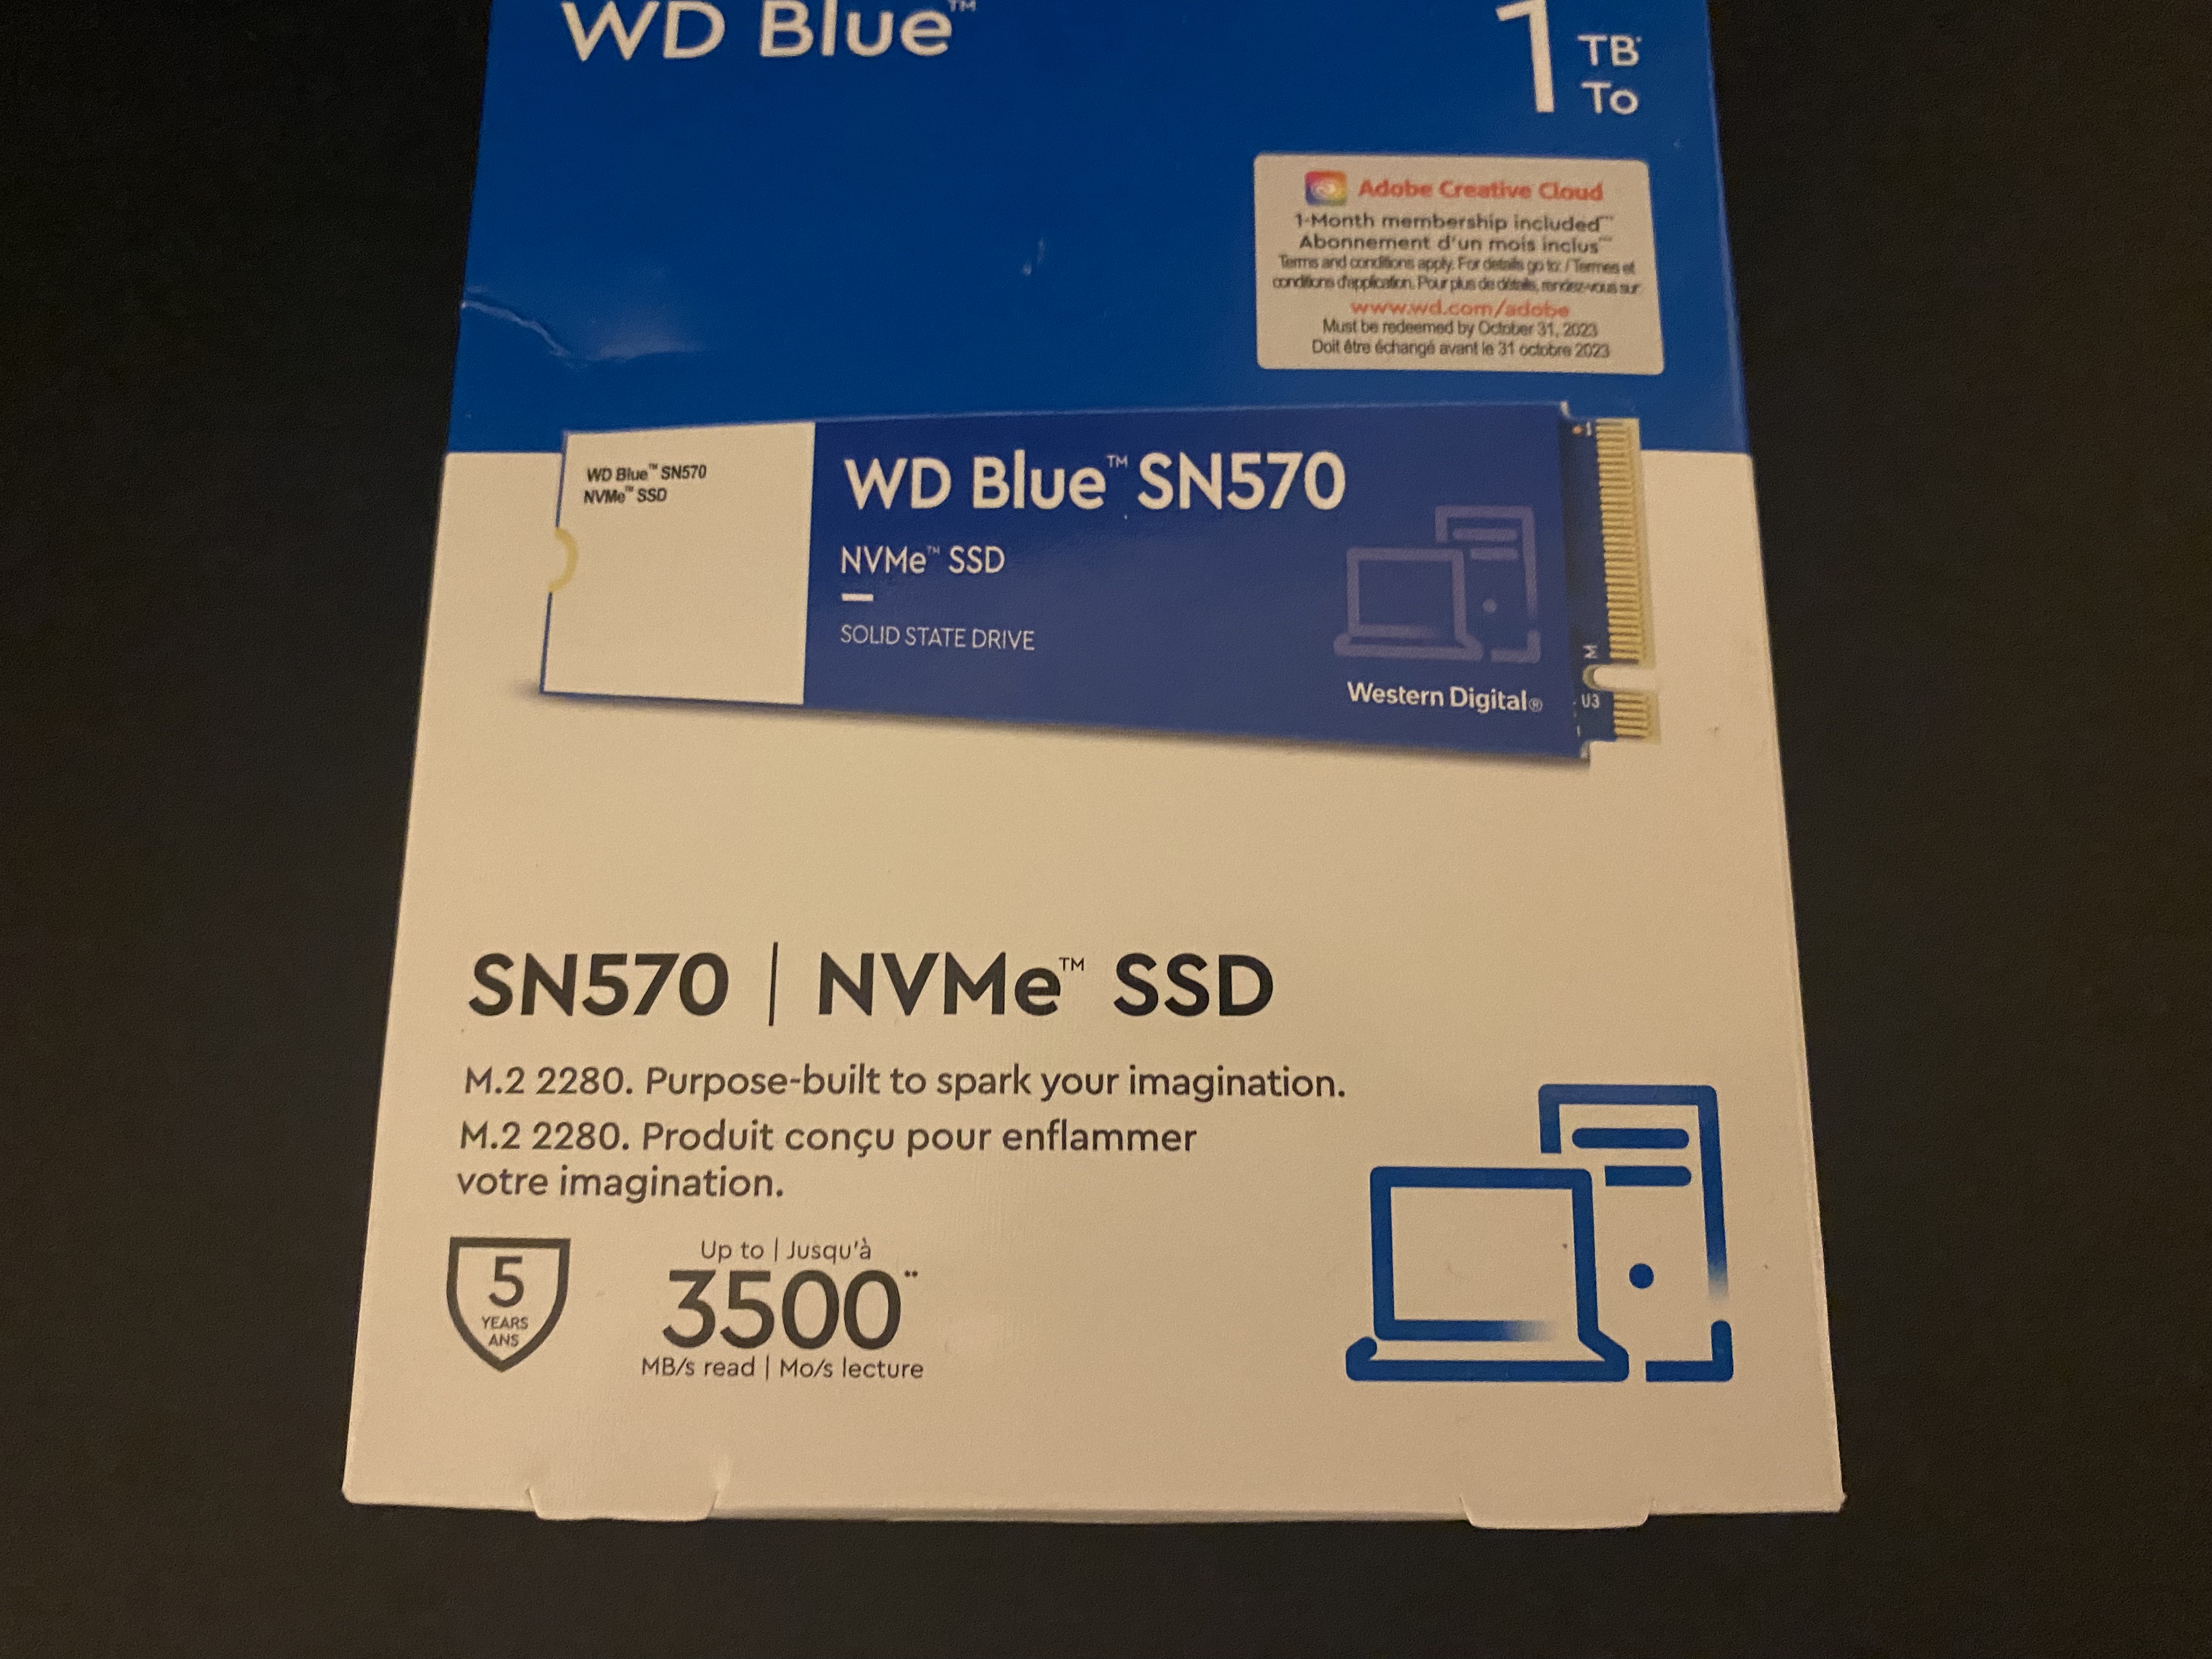 WD Blue™
1 TB*
To
Adobe Creative Cloud
1-Month membership included
Abonnement d'un mois inclus
Terms and conditions apply. For details go to: / Termes et
conditions d'application. Pour plus de détails, rendez-vous sur
www.wd.com/adobe
Must be redeemed by October 31, 2023
Doit être échangé avant le 31 octobre 2023
WD Blue™ SN570
NVMe™ SSD
WD Blue™ SN570
NVMe™ SSD
SOLID STATE DRIVE
Western Digital®
1
M
U3
SN570 | NVMe™ SSD
M.2 2280. Purpose-built to spark your imagination.
M.2 2280. Produit conçu pour enflammer
votre imagination.
5
YEARS
ANS
Up to | Jusqu'à
3500**
MB/s read | Mo/s lecture